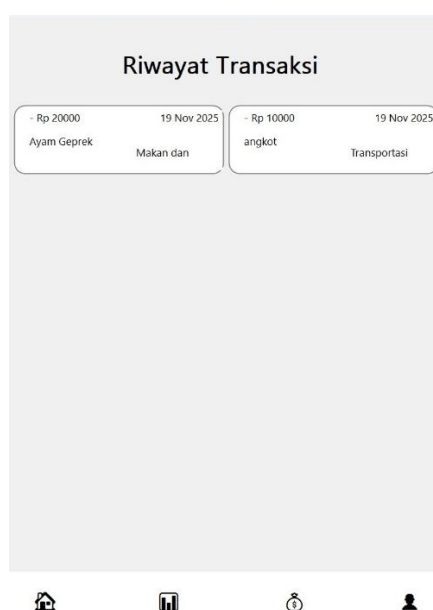 Riwayat Transaksi
- Rp 20000 19 Nov 2025
Ayam Geprek
Makan dan
- Rp 10000 19 Nov 2025
angkot
Transportasi